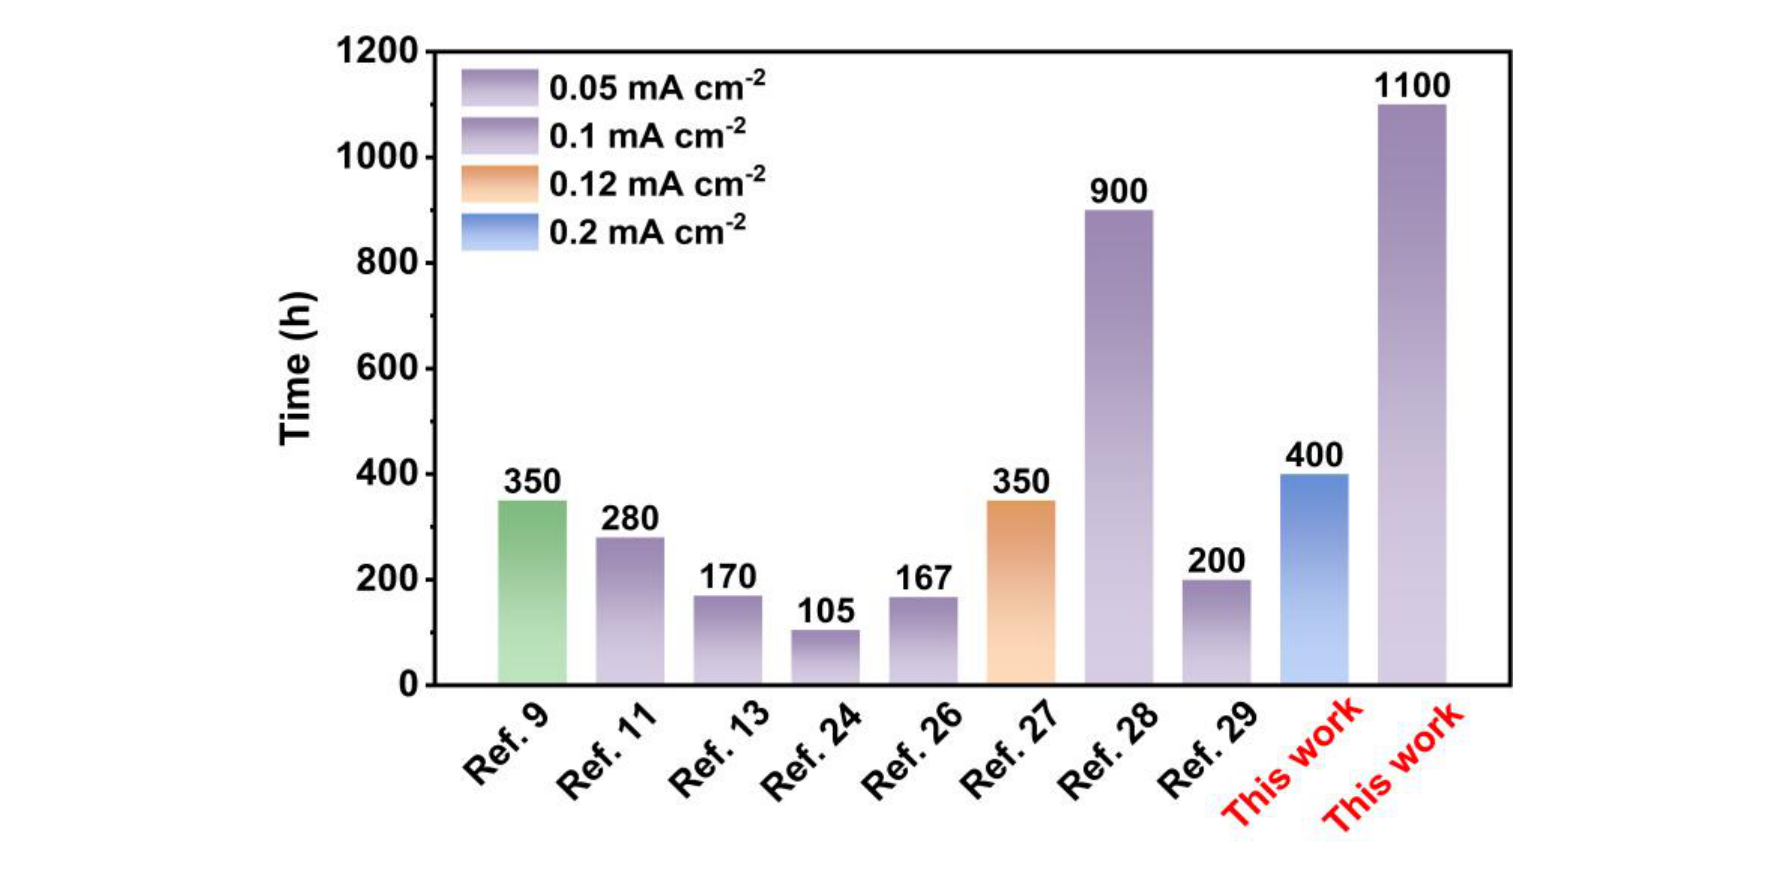 1200
1000
800
600
400
200
0
Time (h)
0.05 mA cm⁻²
0.1 mA cm⁻²
0.12 mA cm⁻²
0.2 mA cm⁻²
350
280
170
105
167
350
900
200
400
1100
Ref. 9
Ref. 11
Ref. 13
Ref. 24
Ref. 26
Ref. 27
Ref. 28
Ref. 29
This work
This work